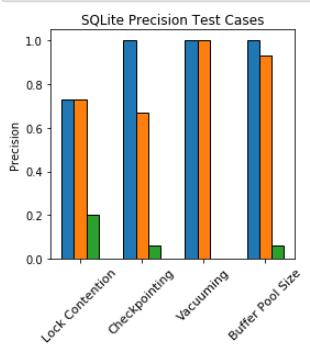 SQLite Precision Test Cases
1.0
0.8
0.6
0.4
0.2
0.0
Precision
Lock Contention
Checkpointing
Vacuuming
Buffer Pool Size